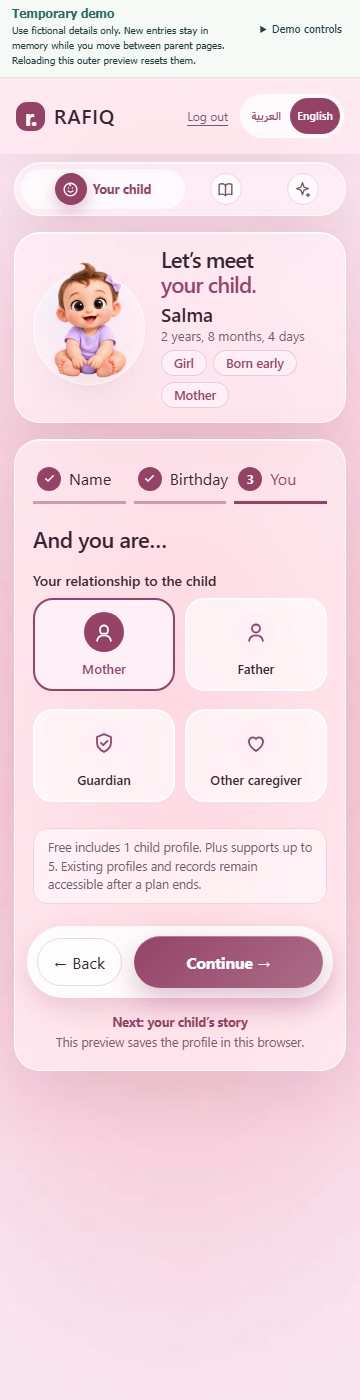 Temporary demo
Use fictional details only. New entries stay in
memory while you move between parent pages.
Reloading this outer preview resets them.
▶ Demo controls
r. RAFIQ
Log out
العربية
English
Your child
Let's meet
your child.
Salma
2 years, 8 months, 4 days
Girl
Born early
Mother
Name
Birthday
3 You
And you are...
Your relationship to the child
Mother
Father
Guardian
Other caregiver
Free includes 1 child profile. Plus supports up to
5. Existing profiles and records remain
accessible after a plan ends.
← Back
Continue →
Next: your child's story
This preview saves the profile in this browser.